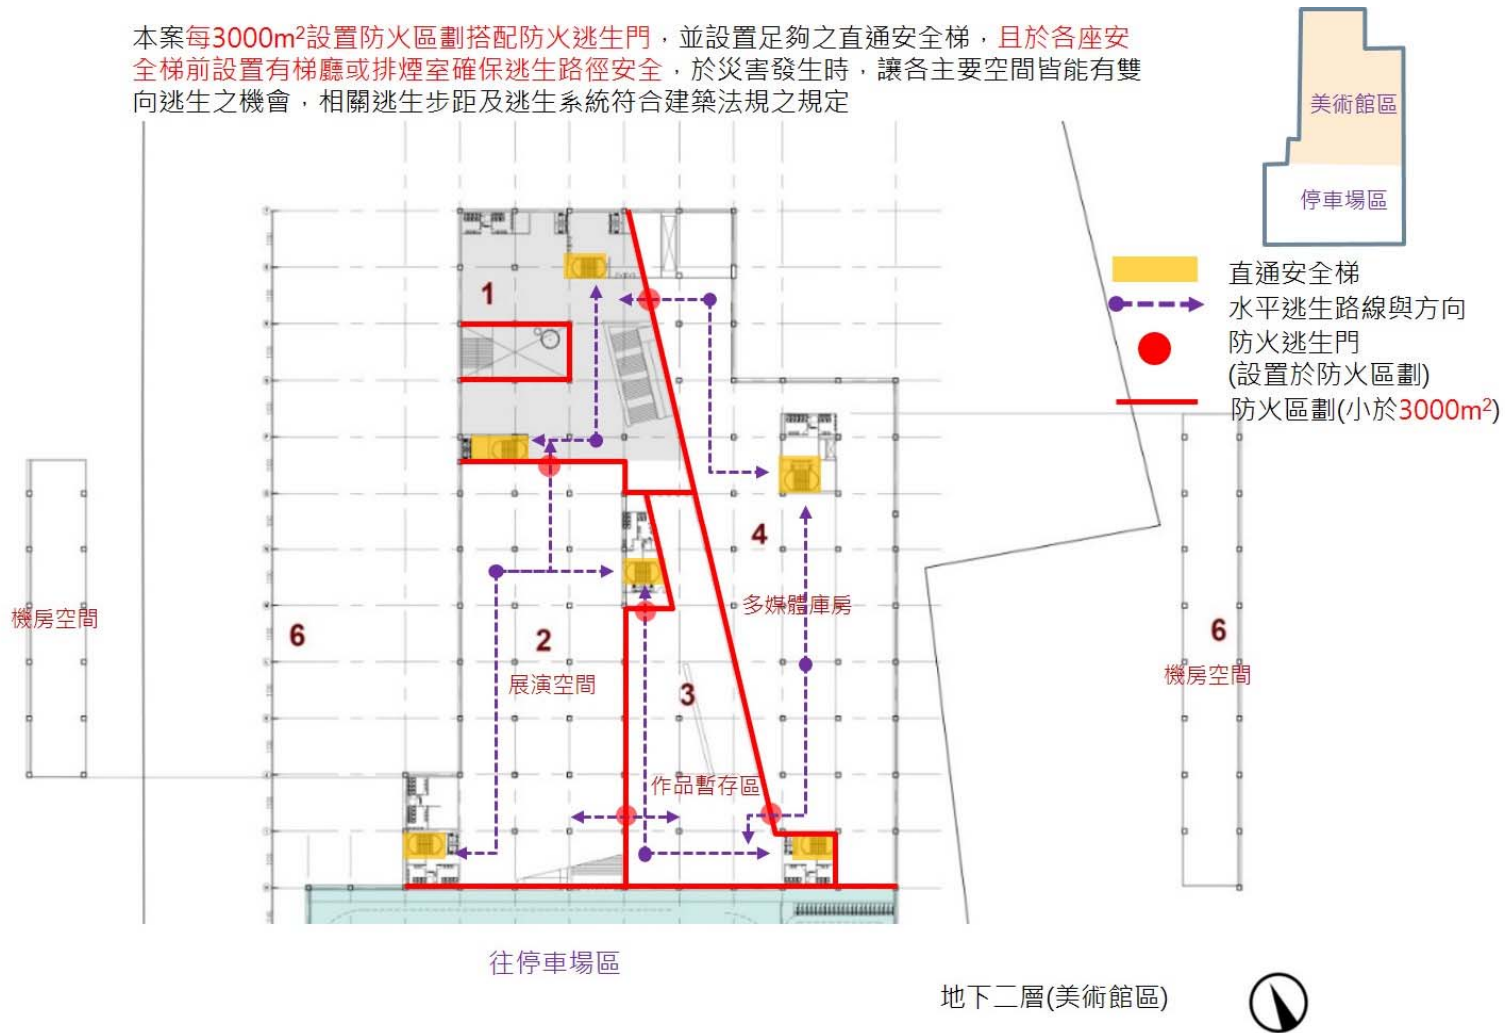 本案每3000m²設置防火區劃搭配防火逃生門，並設置足夠之直通安全梯，且於各座安
全梯前設置有梯廳或排煙室確保逃生路徑安全，於災害發生時，讓各主要空間皆能有雙
向逃生之機會，相關逃生步距及逃生系統符合建築法規之規定
美術館區
停車場區
直通安全梯
水平逃生路線與方向
防火逃生門
(設置於防火區劃)
防火區劃(小於3000m²)
1
4
多媒體庫房
機房空間
6
2
展演空間
6
機房空間
3
作品暫存區
往停車場區
地下二層(美術館區)